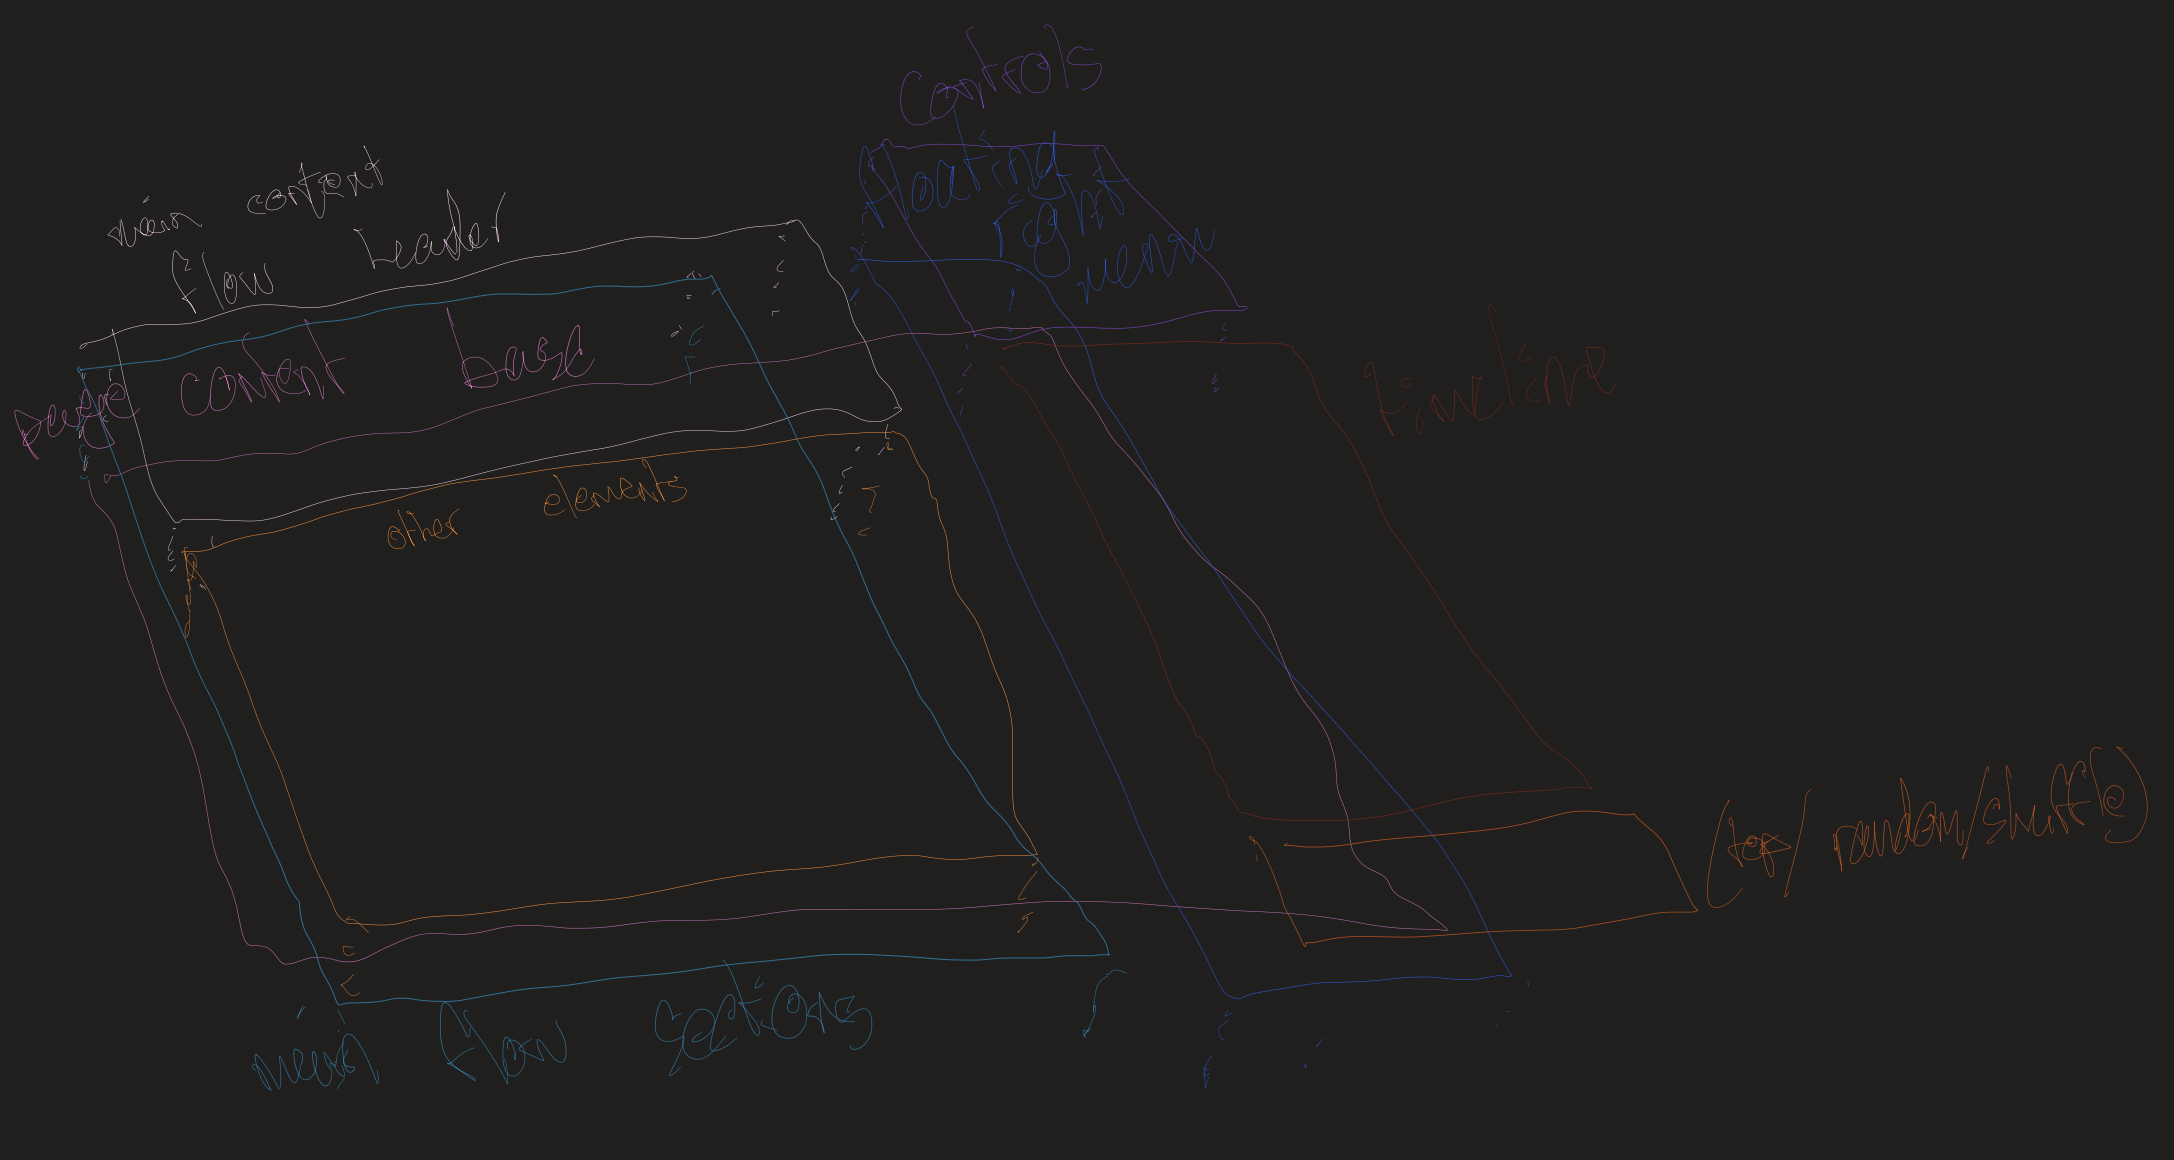 Controls
floating
right
menu
main content
flow header
page content base
timeline
other elements
(top/random/shuffle)
main flow sections